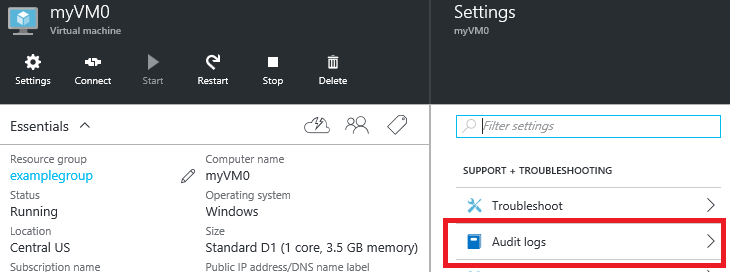 myVM0
Virtual machine
Settings
Connect
Start
Restart
Stop
Delete
Essentials
Resource group
examplegroup
Computer name
myVM0
Status
Running
Operating system
Windows
Location
Central US
Size
Standard D1 (1 core, 3.5 GB memory)
Subscription name
Public IP address/DNS name label
Settings
myVM0
Filter settings
SUPPORT + TROUBLESHOOTING
Troubleshoot
Audit logs